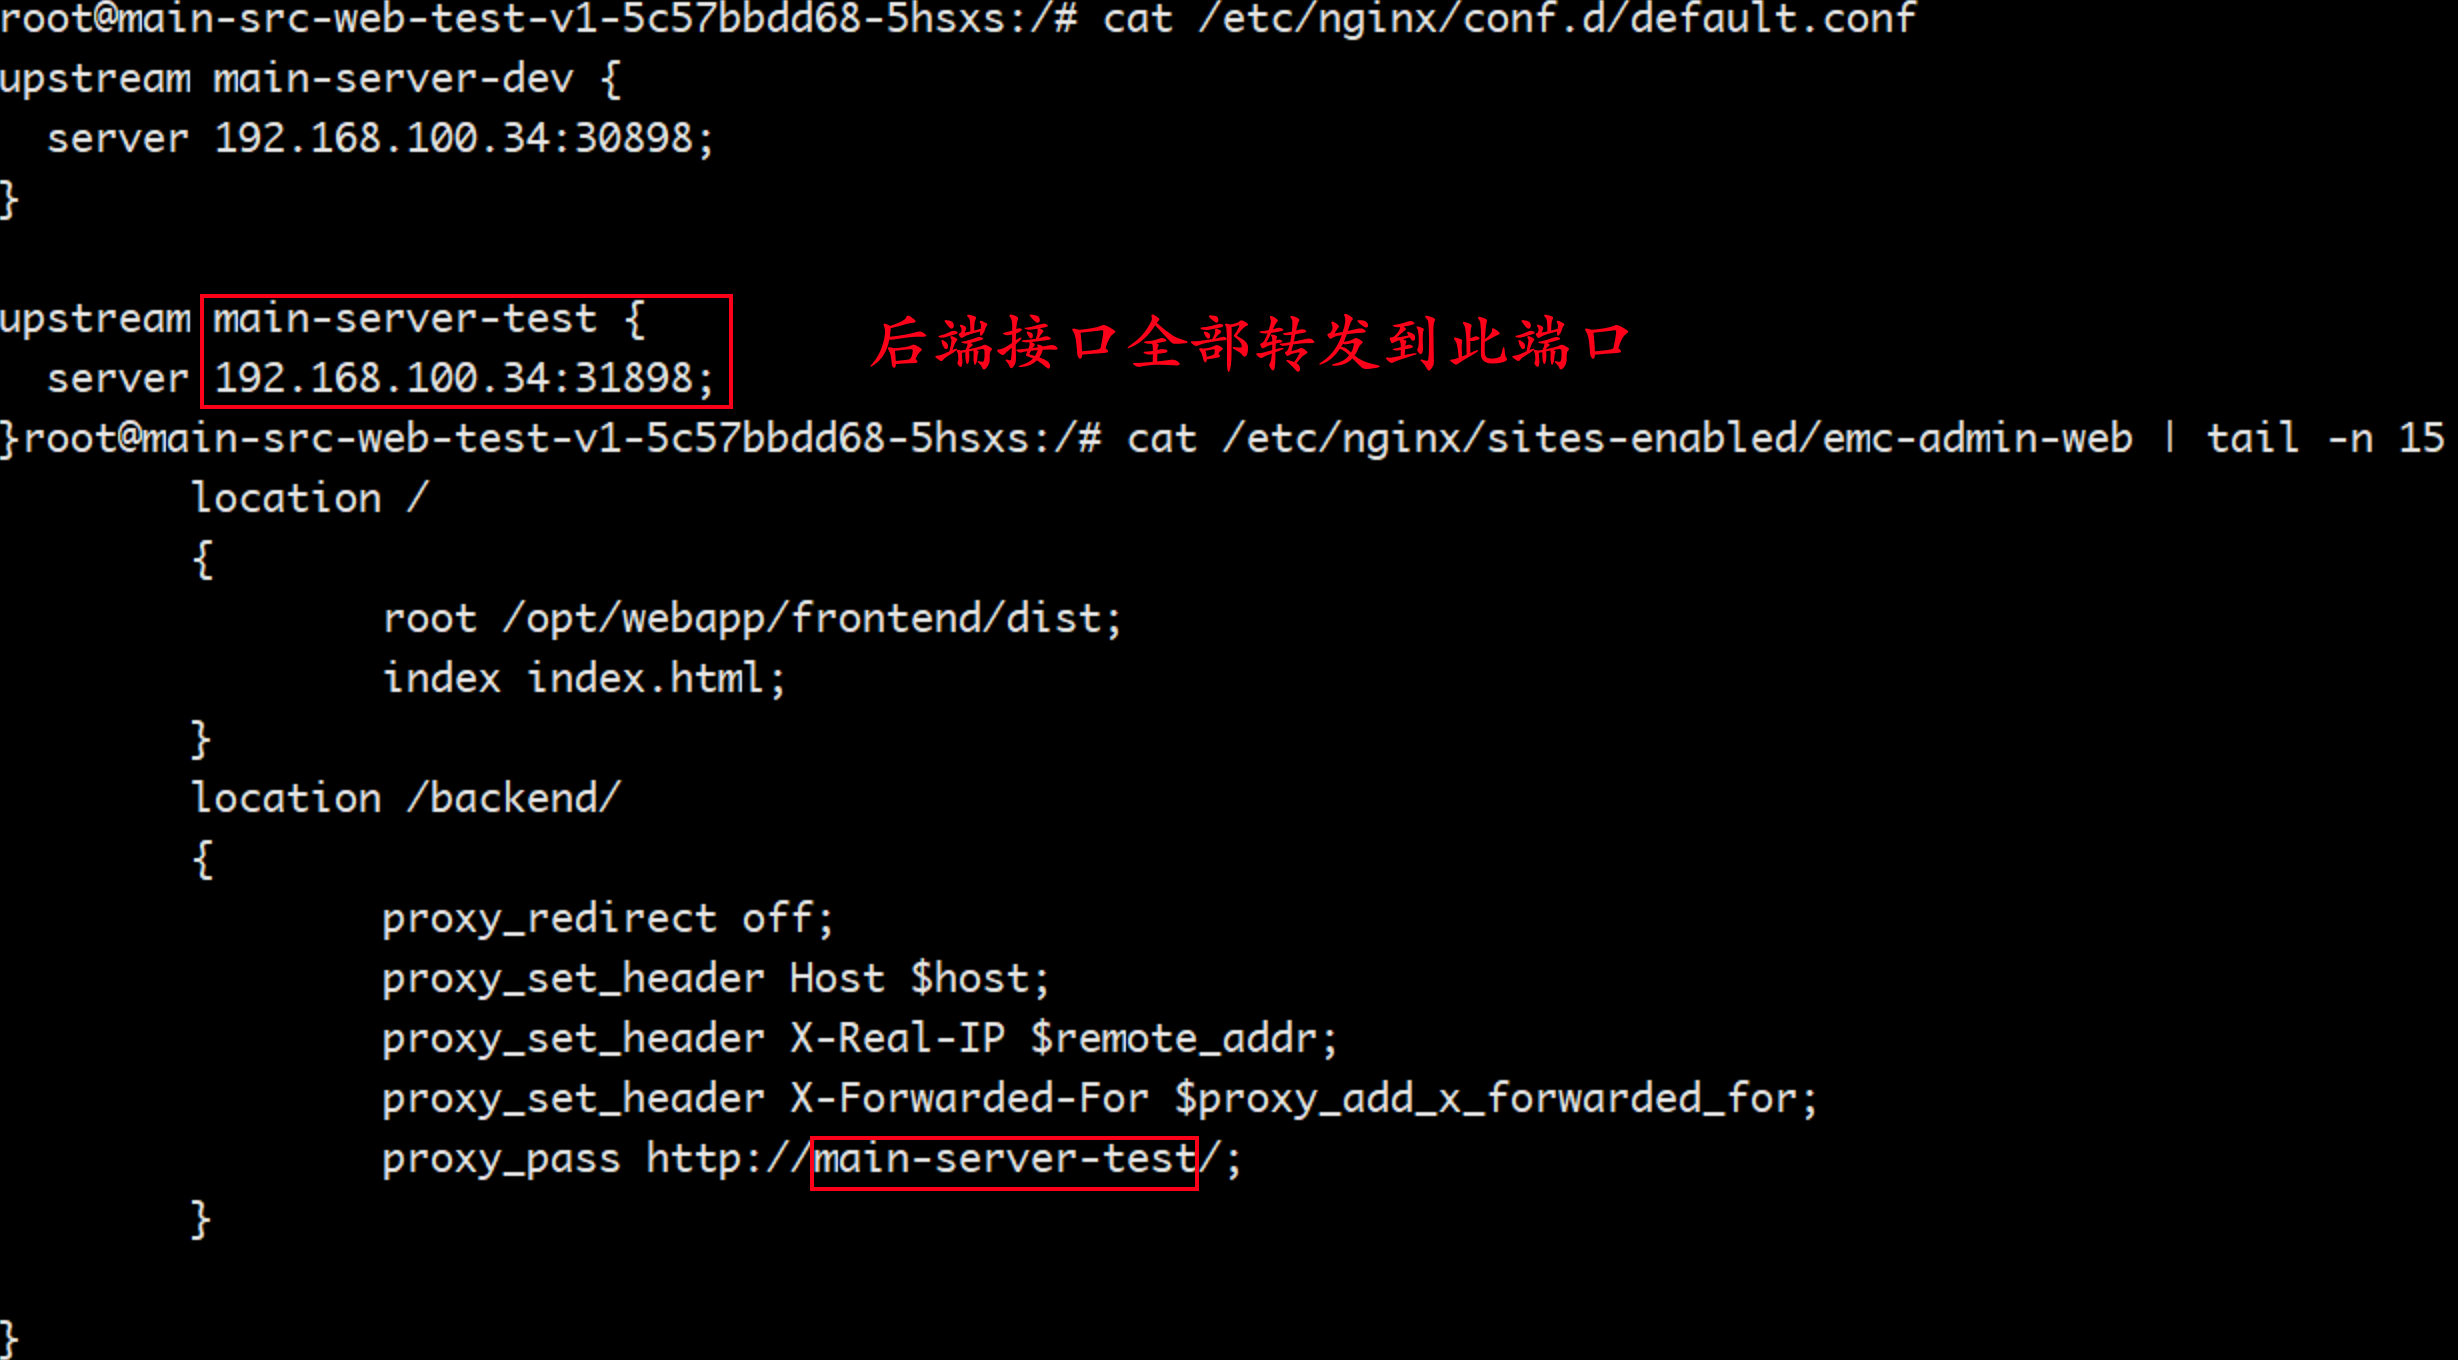 root@main-src-web-test-v1-5c57bbdd68-5hsxs:/# cat /etc/nginx/conf.d/default.conf
upstream main-server-dev {
  server 192.168.100.34:30898;
}
upstream main-server-test {
后端接口全部转发到此端口
  server 192.168.100.34:31898;
}root@main-src-web-test-v1-5c57bbdd68-5hsxs:/# cat /etc/nginx/sites-enabled/emc-admin-web | tail -n 15
        location /
        {
                root /opt/webapp/frontend/dist;
                index index.html;
        }
        location /backend/
        {
                proxy_redirect off;
                proxy_set_header Host $host;
                proxy_set_header X-Real-IP $remote_addr;
                proxy_set_header X-Forwarded-For $proxy_add_x_forwarded_for;
                proxy_pass http://main-server-test/;
        }
}